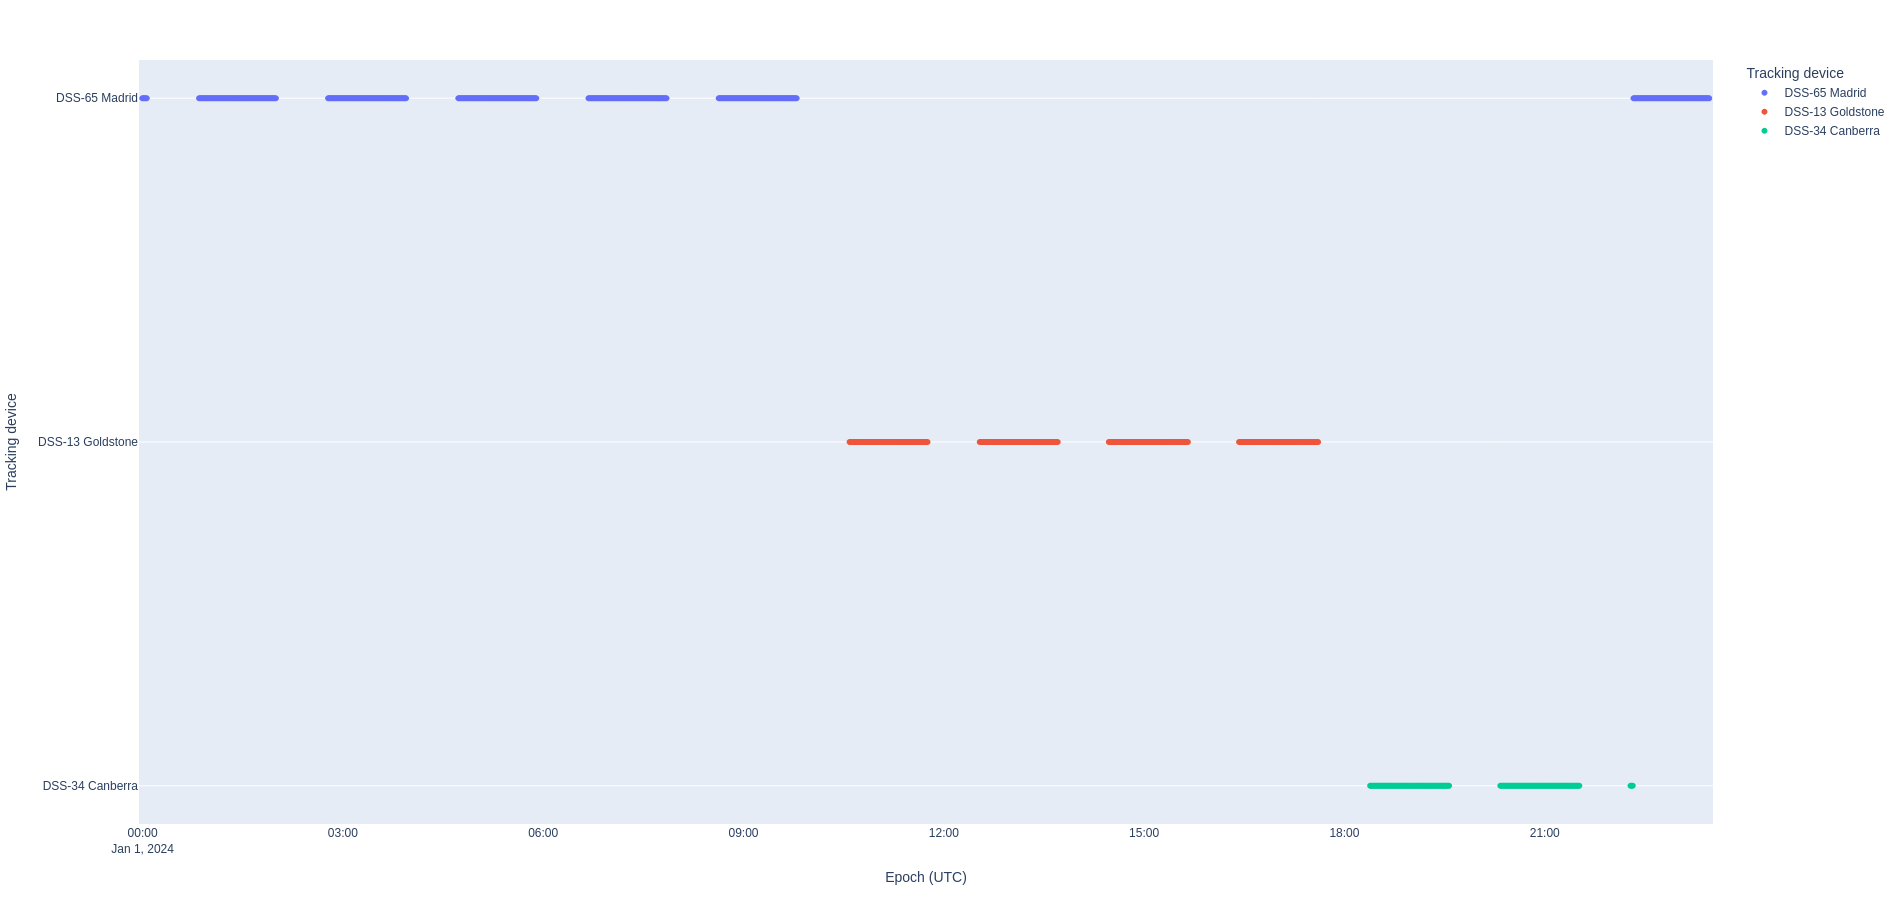 Tracking device
DSS-65 Madrid
DSS-13 Goldstone
DSS-34 Canberra
DSS-65 Madrid
DSS-13 Goldstone
DSS-34 Canberra
Tracking device
00:00 03:00 06:00 09:00 12:00 15:00 18:00 21:00
Jan 1, 2024
Epoch (UTC)